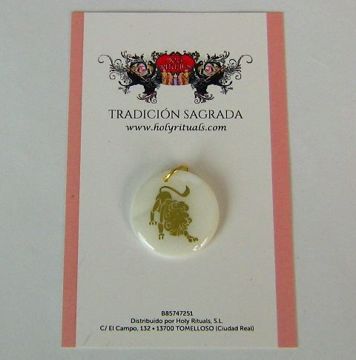 TRADICIÓN SAGRADA
www.holyrituals.com
B85747251
Distribuido por Holy Rituals, S.L.
C/ El Campo, 132 • 13700 TOMELLOSO (Ciudad Real)